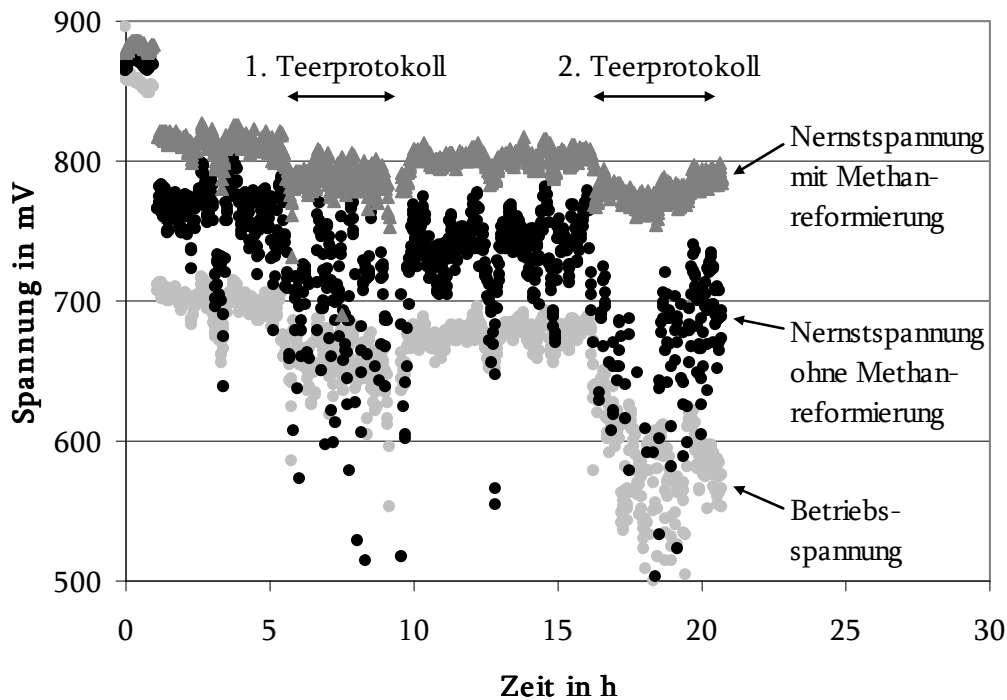 900
800
700
600
500
Spannung in mV
1. Teerprotokoll
2. Teerprotokoll
Nernstspannung
mit Methan-
reformierung
Nernstspannung
ohne Methan-
reformierung
Betriebs-
spannung
0
5
10
15
20
25
30
Zeit in h